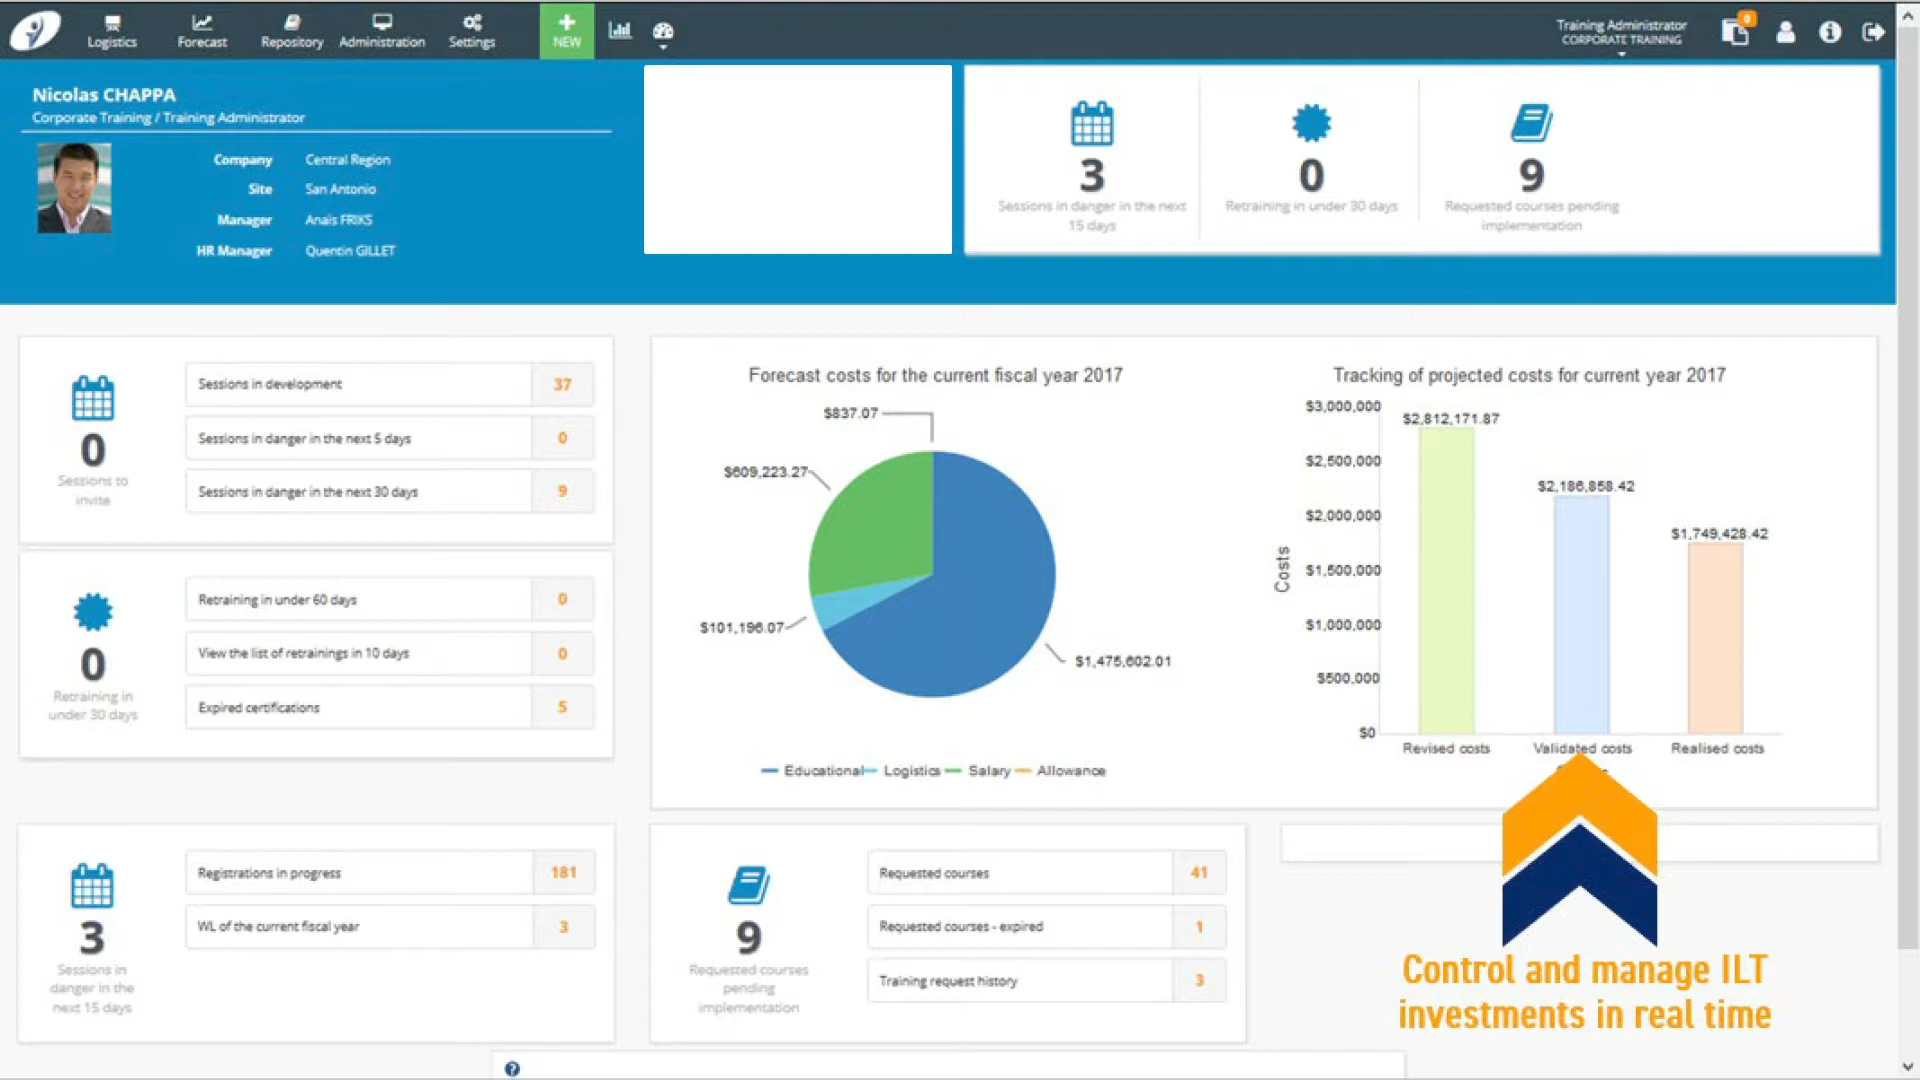 Logistics
Forecast
Repository
Administration
Settings
NEW
Training Administrator
CORPORATE TRAINING
0
Nicolas CHAPPA
Corporate Training / Training Administrator
Company Central Region
Site San Antonio
Manager Anaïs FRIKS
HR Manager Quentin GILLET
3
Sessions in danger in the next
15 days
0
Retraining in under 30 days
9
Requested courses pending
implementation
0
Sessions to
invite
Sessions in development 37
Sessions in danger in the next 5 days 0
Sessions in danger in the next 30 days 9
0
Retraining in
under 30 days
Retraining in under 60 days 0
View the list of retrainings in 10 days 0
Expired certifications 5
Forecast costs for the current fiscal year 2017
$837.07
$609,223.27
$101,196.07
$1,475,602.01
Educational Logistics Salary Allowance
Tracking of projected costs for current year 2017
Costs
$3,000,000
$2,500,000
$2,000,000
$1,500,000
$1,000,000
$500,000
$0
$2,812,171.87
$2,186,858.42
$1,749,428.42
Revised costs Validated costs Realised costs
3
Sessions in
danger in the
next 15 days
Registrations in progress 181
WL of the current fiscal year 3
9
Requested courses
pending
implementation
Requested courses 41
Requested courses - expired 1
Training request history 3
Control and manage ILT
investments in real time